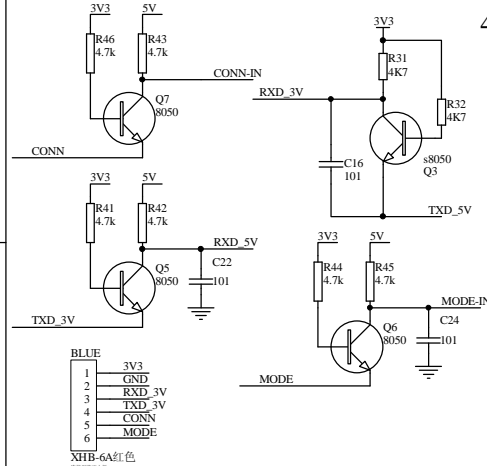 3V3
5V
R46
4.7k
R43
4.7k
CONN-IN
Q7
8050
CONN
3V3
5V
R41
4.7k
R42
4.7k
RXD_5V
C22
101
Q5
8050
TXD_3V
BLUE
1 3V3
2 GND
3 RXD_3V
4 TXD_3V
5 CONN
6 MODE
XHB-6A红色
3V3
R31
4K7
RXD_3V
R32
4K7
C16
101
s8050
Q3
TXD_5V
3V3
5V
R44
4.7k
R45
4.7k
MODE-IN
Q6
8050
C24
101
MODE